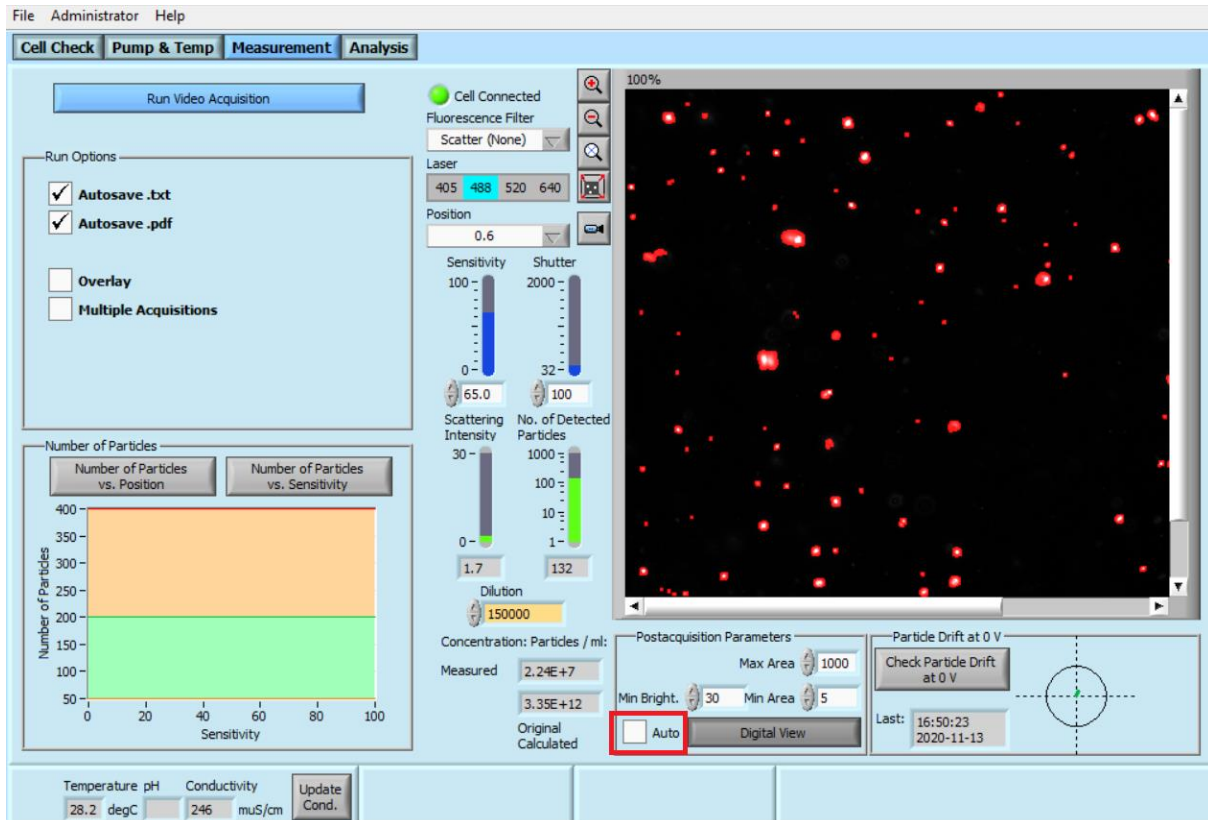 File Administrator Help
Cell Check Pump & Temp Measurement Analysis
Run Video Acquisition
Run Options
Autosave .txt
Autosave .pdf
Overlay
Multiple Acquisitions
Number of Particles
Number of Particles
vs. Position
Number of Particles
vs. Sensitivity
400
350
300
250
200
150
100
50
Number of Particles
0 20 40 60 80 100
Sensitivity
Cell Connected
Fluorescence Filter
Scatter (None)
Laser
405 488 520 640
Position
0.6
Sensitivity
100
0
65.0
Shutter
2000
32
100
Scattering
Intensity
30
0
1.7
No. of Detected
Particles
1000
100
10
1
132
Dilution
150000
Concentration: Particles / ml:
Measured
2.24E+7
3.35E+12
Original
Calculated
100%
Postacquisition Parameters
Max Area 1000
Min Bright. 30 Min Area 5
Auto Digital View
Particle Drift at 0 V
Check Particle Drift
at 0 V
Last: 16:50:23
2020-11-13
Temperature pH Conductivity
28.2 degC 246 muS/cm
Update
Cond.